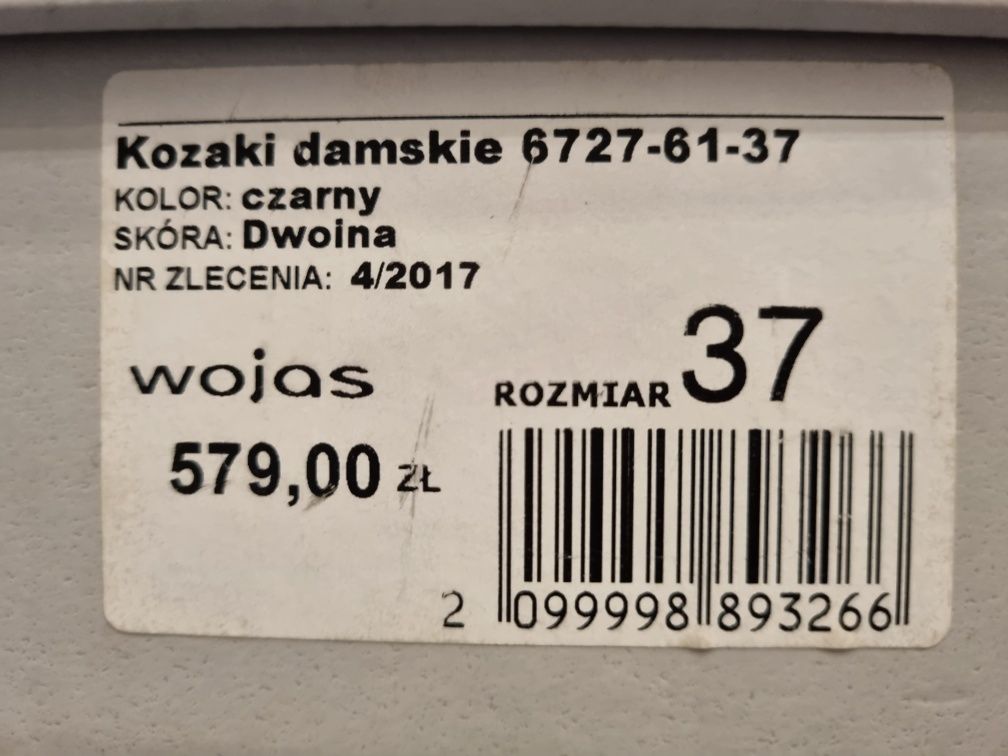 Kozaki damskie 6727-61-37
KOLOR: czarny
SKÓRA: Dwoina
NR ZLECENIA: 4/2017
wojas
ROZMIAR 37
579,00 ZŁ
2 099998 893266